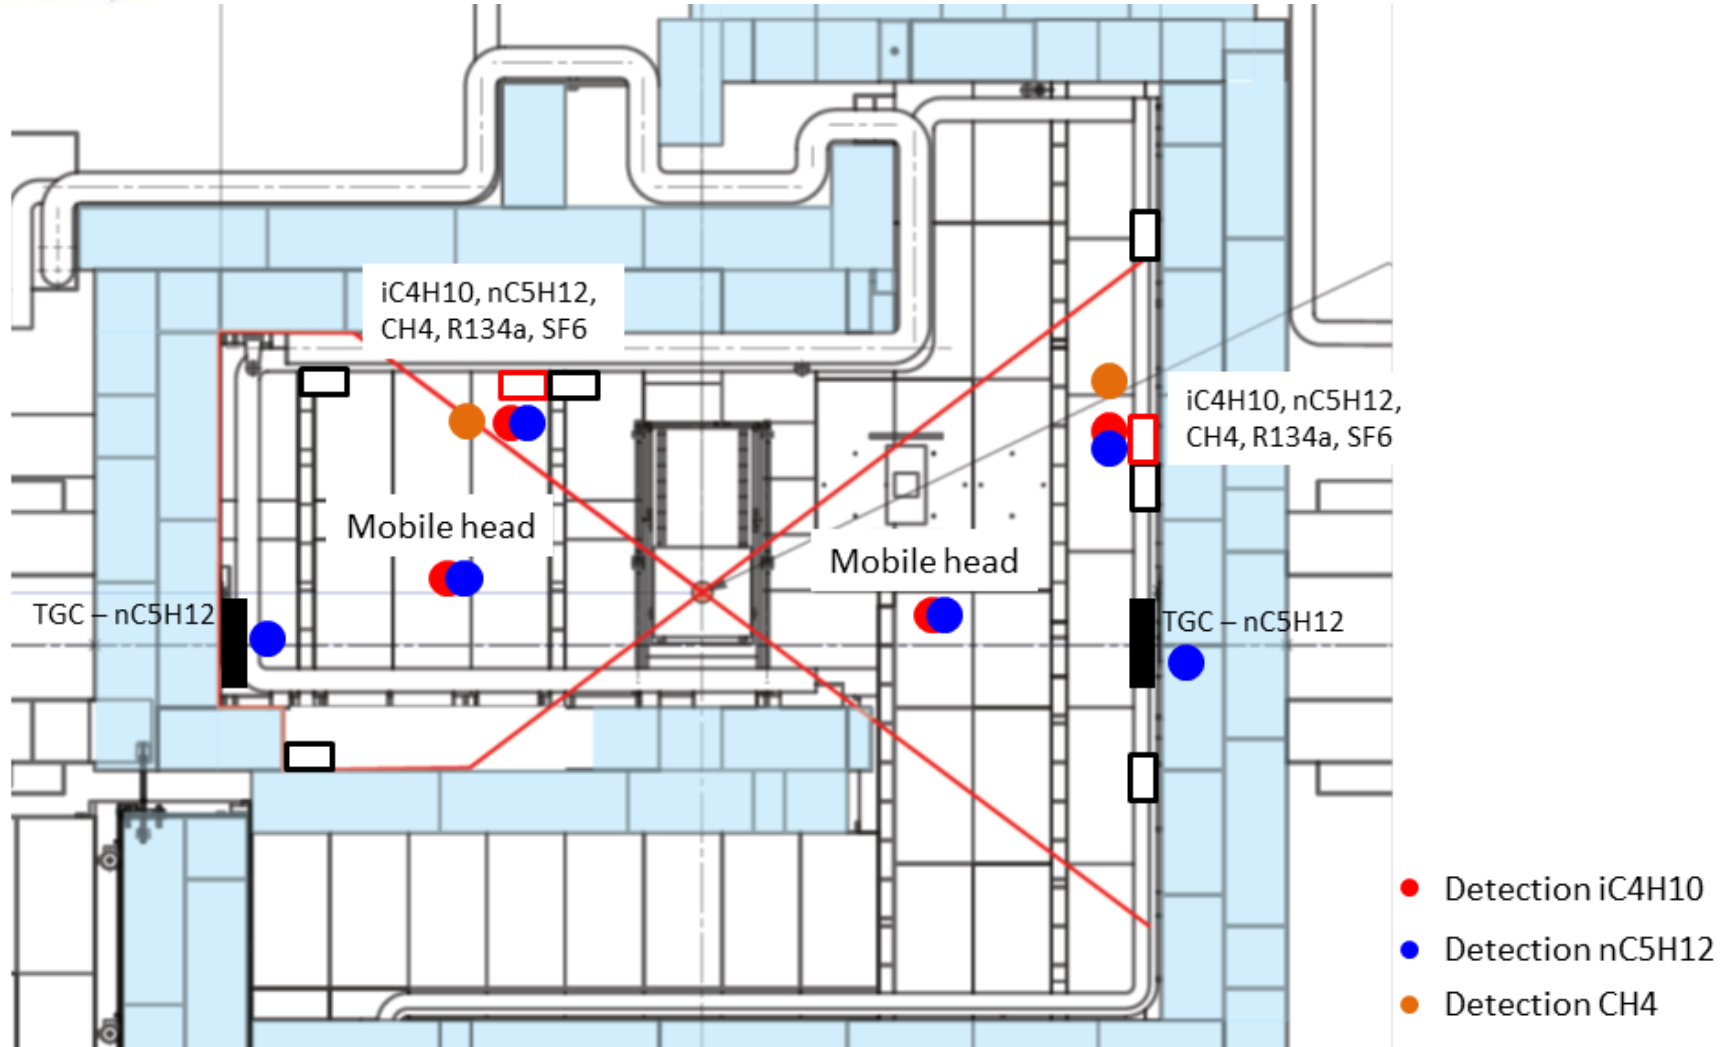 iC4H10, nC5H12,
CH4, R134a, SF6
iC4H10, nC5H12,
CH4, R134a, SF6
Mobile head
Mobile head
TGC – nC5H12
TGC – nC5H12
Detection iC4H10
Detection nC5H12
Detection CH4